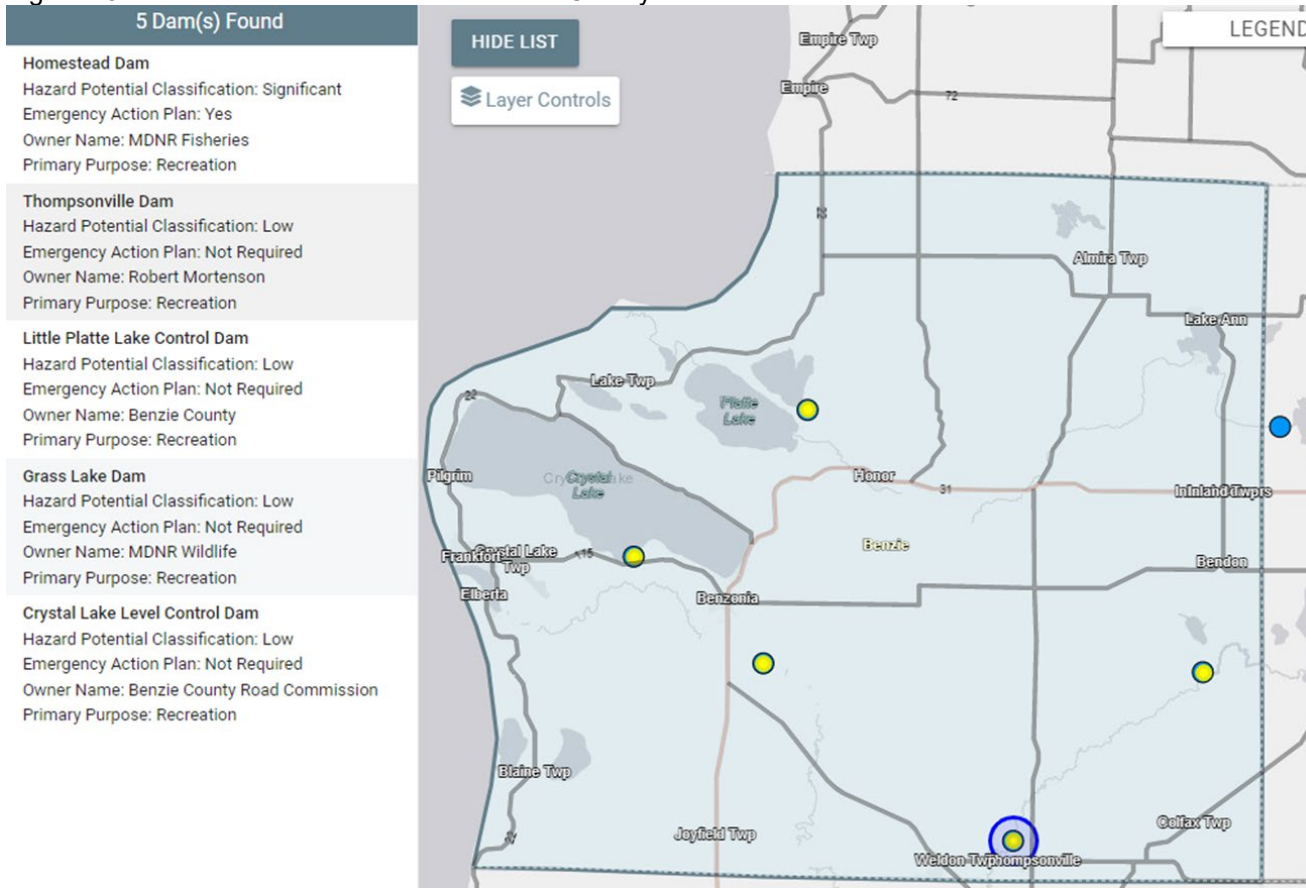 5 Dam(s) Found
Homestead Dam
Hazard Potential Classification: Significant
Emergency Action Plan: Yes
Owner Name: MDNR Fisheries
Primary Purpose: Recreation
Thompsonville Dam
Hazard Potential Classification: Low
Emergency Action Plan: Not Required
Owner Name: Robert Mortenson
Primary Purpose: Recreation
Little Platte Lake Control Dam
Hazard Potential Classification: Low
Emergency Action Plan: Not Required
Owner Name: Benzie County
Primary Purpose: Recreation
Grass Lake Dam
Hazard Potential Classification: Low
Emergency Action Plan: Not Required
Owner Name: MDNR Wildlife
Primary Purpose: Recreation
Crystal Lake Level Control Dam
Hazard Potential Classification: Low
Emergency Action Plan: Not Required
Owner Name: Benzie County Road Commission
Primary Purpose: Recreation
HIDE LIST
Layer Controls
LEGEND
Empire Twp
Empire
72
22
Almira Twp
Lake Ann
Lake Twp
22
Platte
Lake
Pilgrim
Crystal
Lake
Honor
31
Benzie
Frankfort
Crystal Lake
Twp
115
Bendon
Elberta
Benzonia
Blaine Twp
Joyfield Twp
Colfax Twp
Weldon Twp
Thompsonville
22